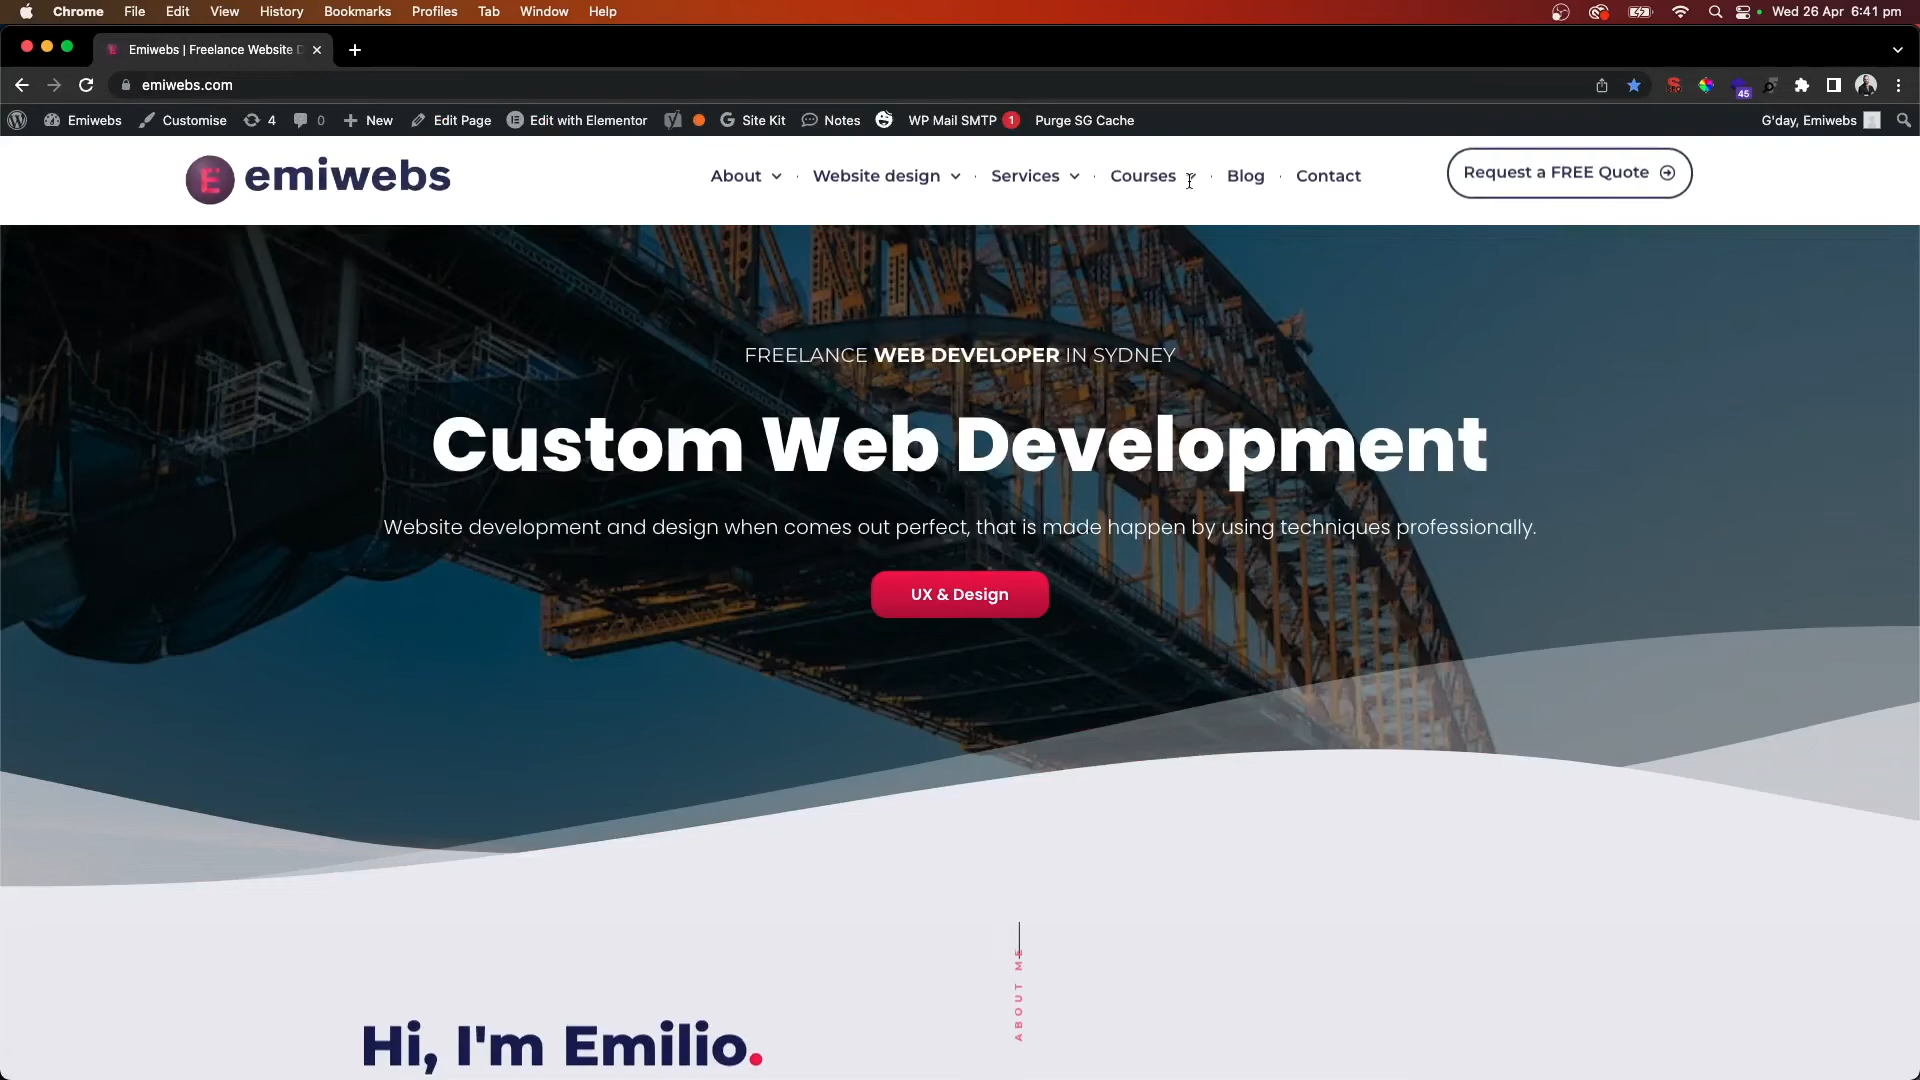 Chrome File Edit View History Bookmarks Profiles Tab Window Help Wed 26 Apr 6:41 pm
Emiwebs | Freelance Website D
emiwebs.com 45
Emiwebs Customise 4 0 New Edit Page Edit with Elementor Site Kit Notes WP Mail SMTP 1 Purge SG Cache G'day, Emiwebs
E emiwebs About Website design Services Courses Blog Contact Request a FREE Quote
FREELANCE WEB DEVELOPER IN SYDNEY
Custom Web Development
Website development and design when comes out perfect, that is made happen by using techniques professionally.
UX & Design
ABOUT ME
Hi, I'm Emilio.